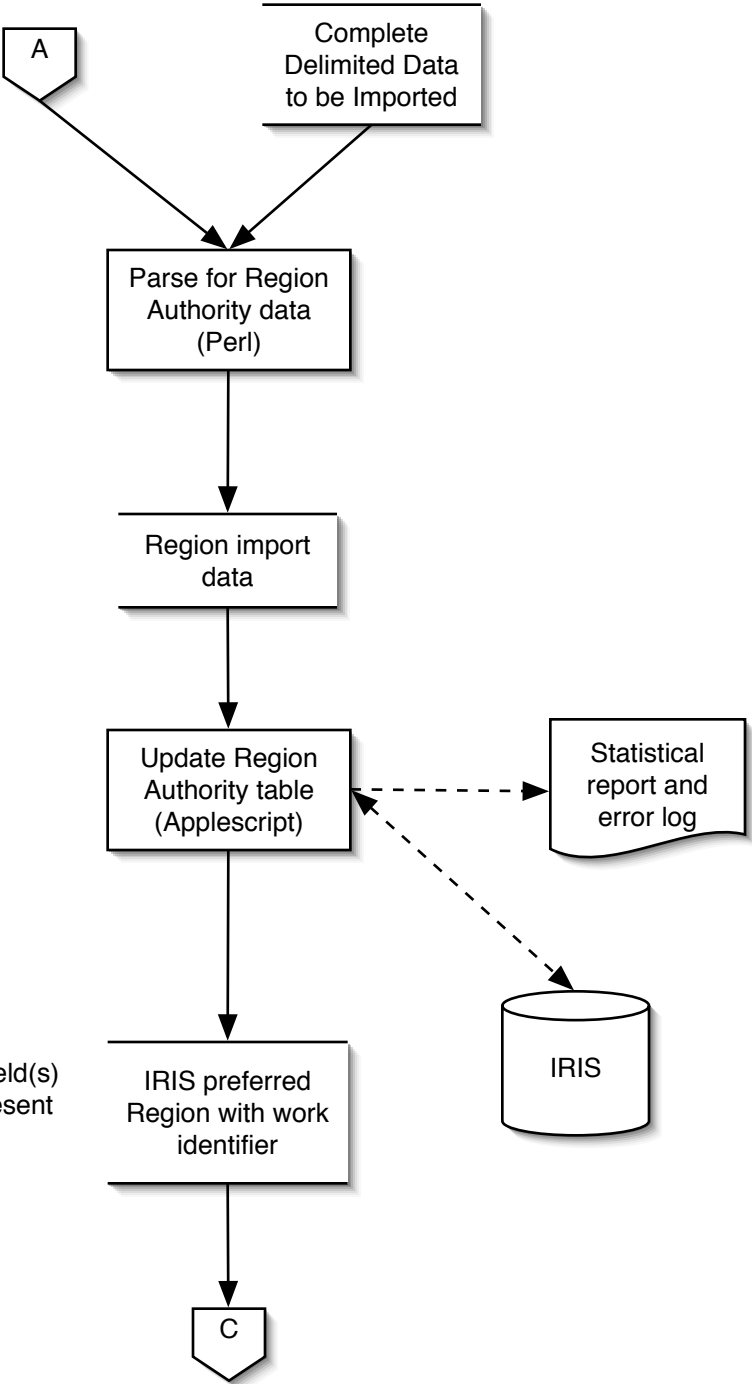 A
Complete
Delimited Data
to be Imported
Parse for Region
Authority data
(Perl)
Region import
data
Update Region
Authority table
(Applescript)
Statistical
report and
error log
IRIS
IRIS preferred
Region with work
identifier
C